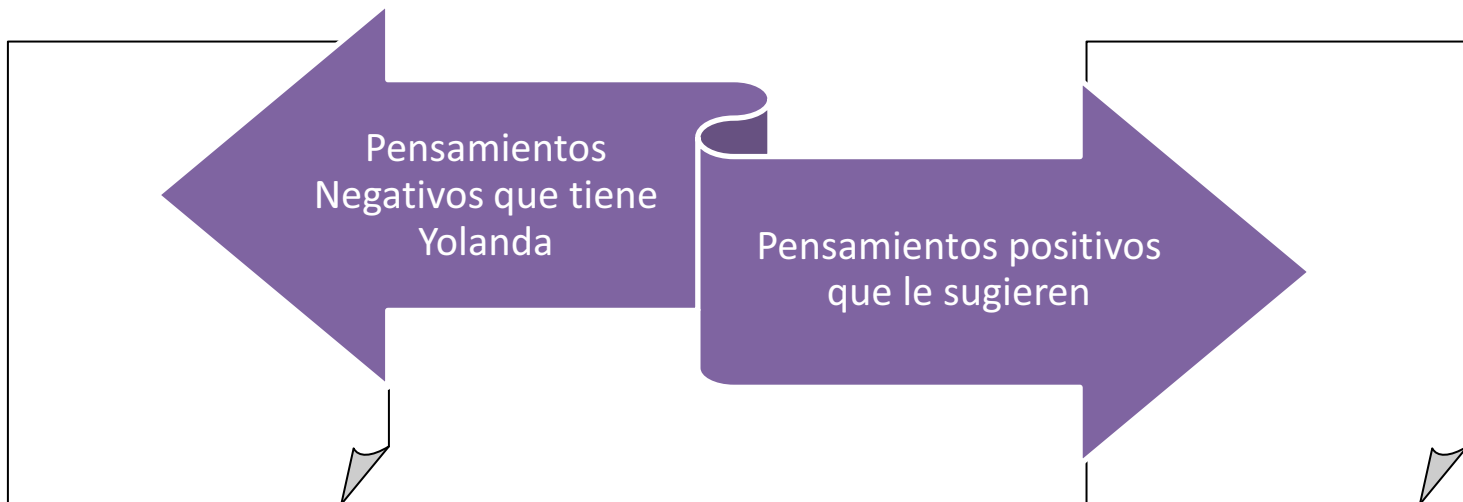 Pensamientos
Negativos que tiene
Yolanda
Pensamientos positivos
que le sugieren